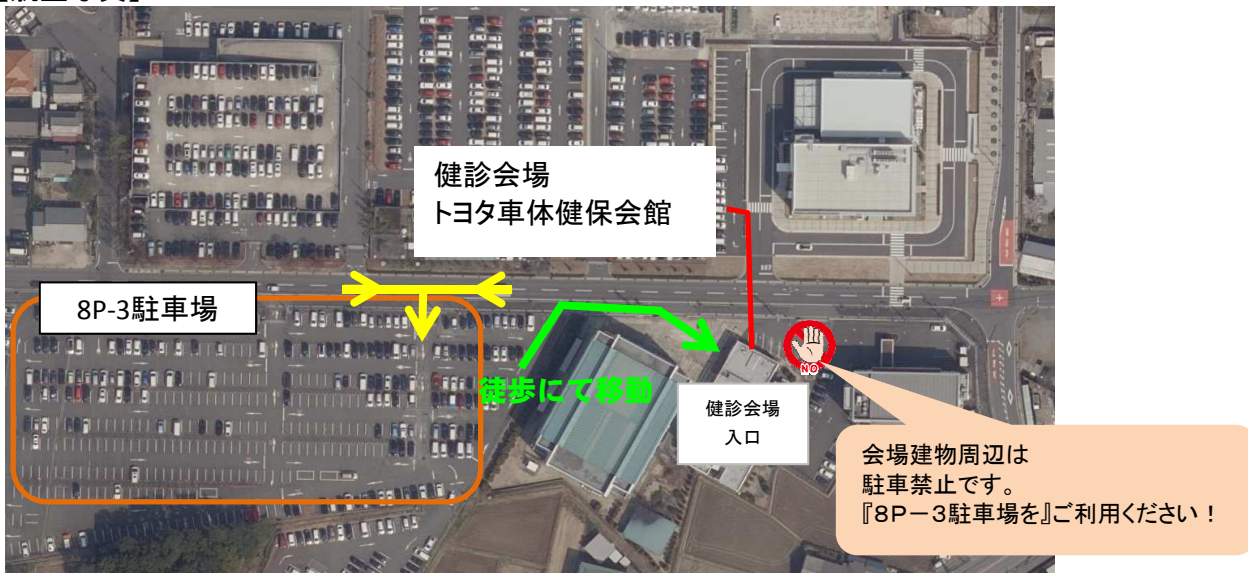 健診会場
トヨタ車体健保会館
8P-3駐車場
徒歩にて移動
健診会場
入口
NO
会場建物周辺は
駐車禁止です。
『8P－3駐車場を』ご利用ください！